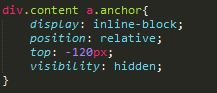 div.content a.anchor{
    display: inline-block;
    position: relative;
    top: -120px;
    visibility: hidden;
}